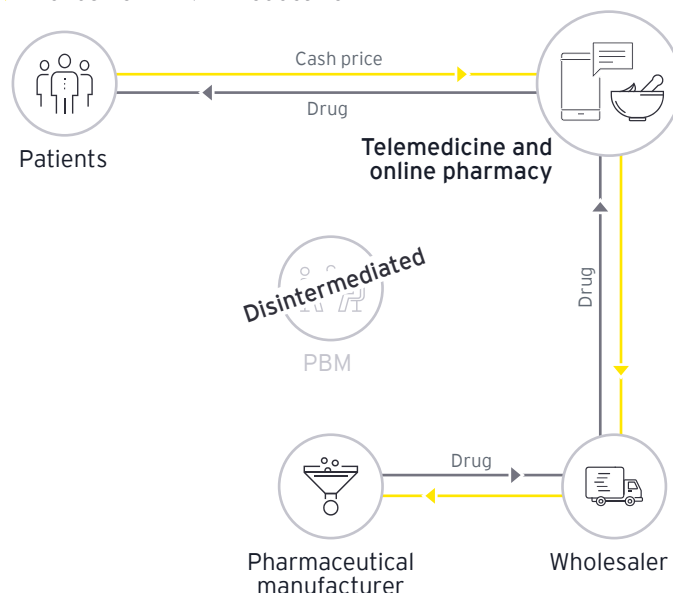 Cash price
Drug
Patients
Telemedicine and
online pharmacy
Disintermediated
PBM
Drug
Drug
Pharmaceutical
manufacturer
Wholesaler